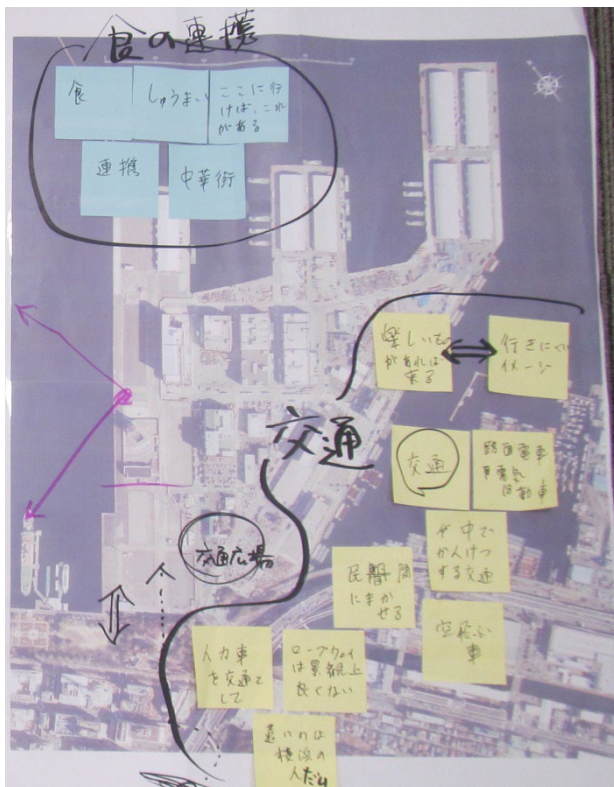 食の連携
食
しゅうまい
ここに行
けば、これ
がある
連携
中華街
楽しいもの
があれば
来る
行きにくい
イメージ
交通
交通
路面電車
電気
自動車
中で
かんけつ
する交通
民間
にまか
せる
空飛ぶ
車
交通広場
人力車
を交通と
して
ロープウェイ
は景観上
良くない
遠いのは
横浜の
人だけ